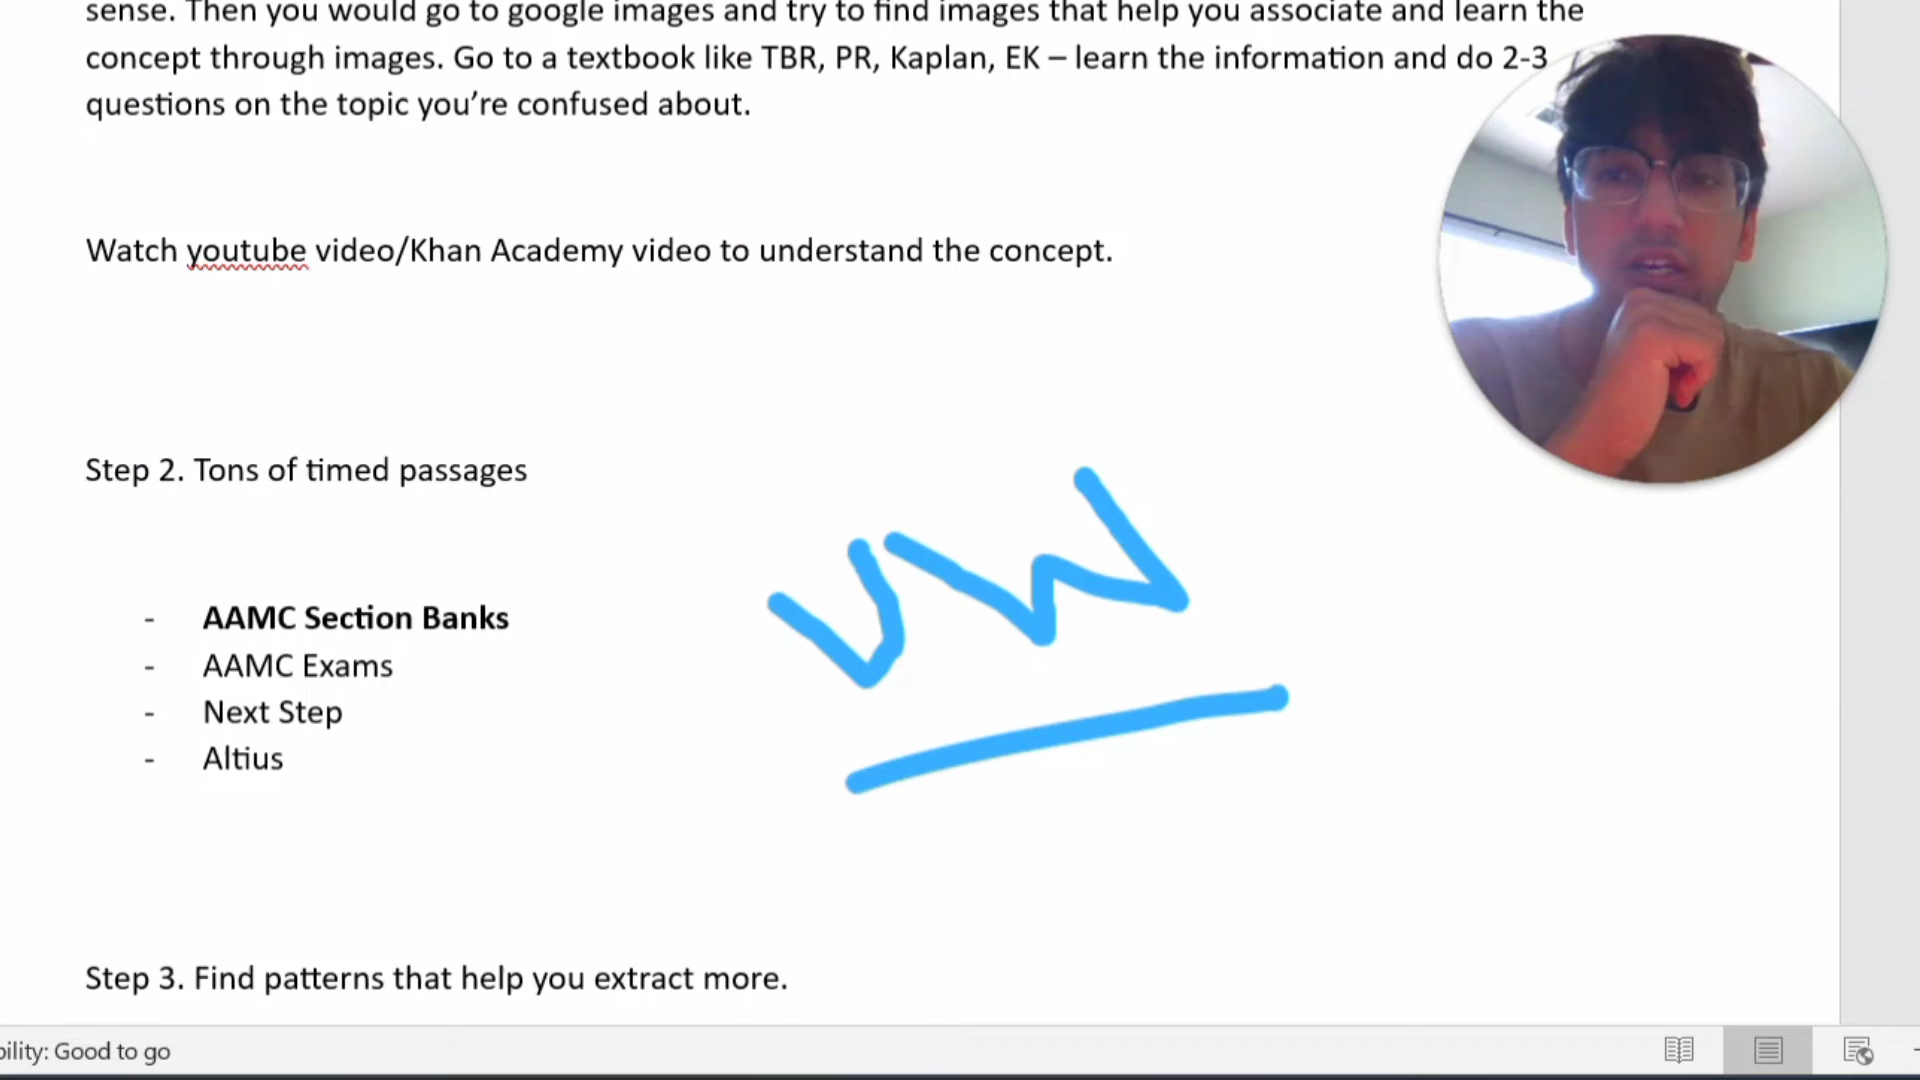 sense. Then you would go to google images and try to find images that help you associate and learn the
concept through images. Go to a textbook like TBR, PR, Kaplan, EK – learn the information and do 2-3
questions on the topic you’re confused about.
Watch youtube video/Khan Academy video to understand the concept.
Step 2. Tons of timed passages
- AAMC Section Banks
- AAMC Exams
- Next Step
- Altius
UW
Step 3. Find patterns that help you extract more.
bility: Good to go